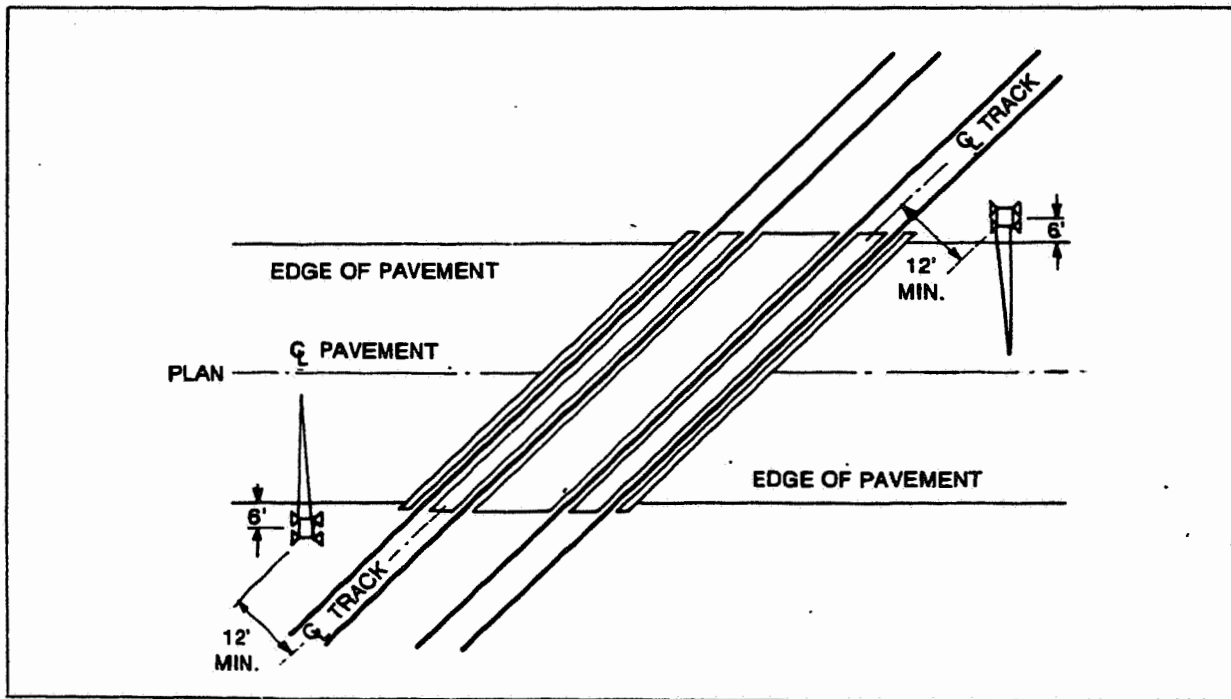 ℄ TRACK
6'
12'
MIN.
EDGE OF PAVEMENT
℄ PAVEMENT
PLAN
EDGE OF PAVEMENT
6'
℄ TRACK
12'
MIN.